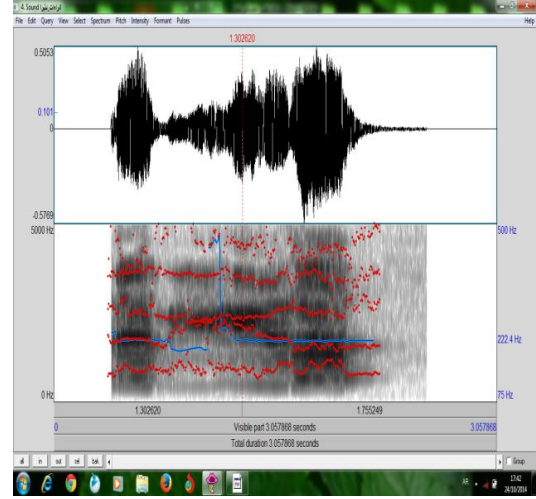 4. Sound
File Edit Query View Select Spectrum Pitch Intensity Formant Pulses Help
1.302620
0.5053
0.101
0
-0.5769
5000 Hz 500 Hz
222.4 Hz
0 Hz 75 Hz
1.302620 1.755249
0 Visible part 3.057868 seconds 3.057868
Total duration 3.057868 seconds
all in out sel bak Group
AR 17:42
24/10/2014